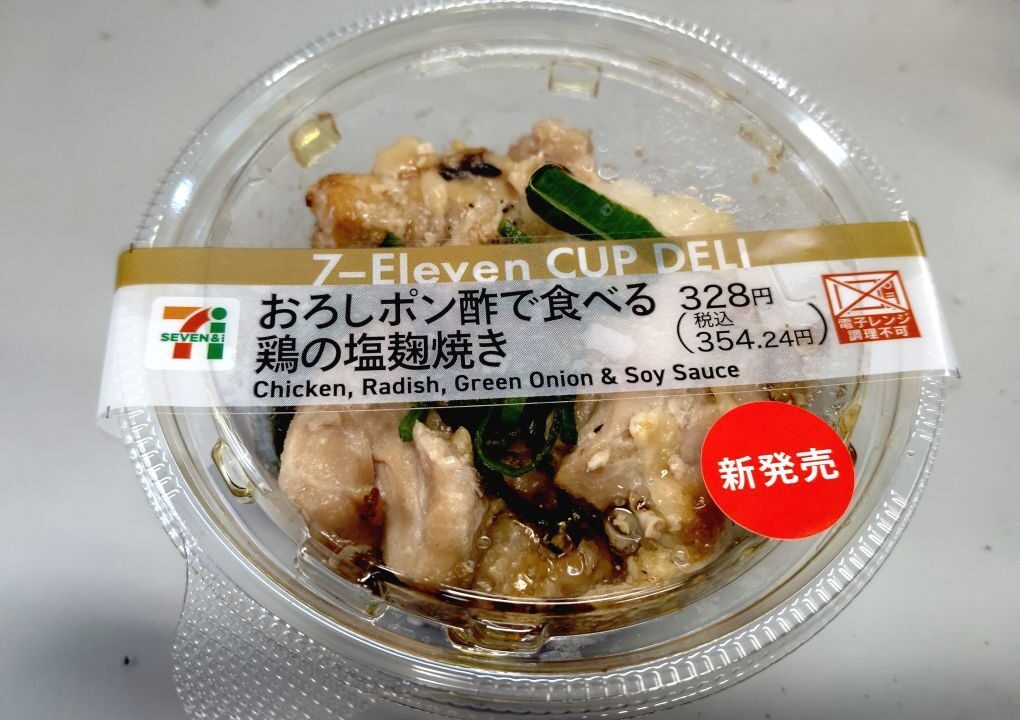 7-Eleven CUP DELI
SEVEN&i
おろしポン酢で食べる
鶏の塩麹焼き
Chicken, Radish, Green Onion & Soy Sauce
328円
(税込
354.24円)
電子レンジ
調理不可
新発売